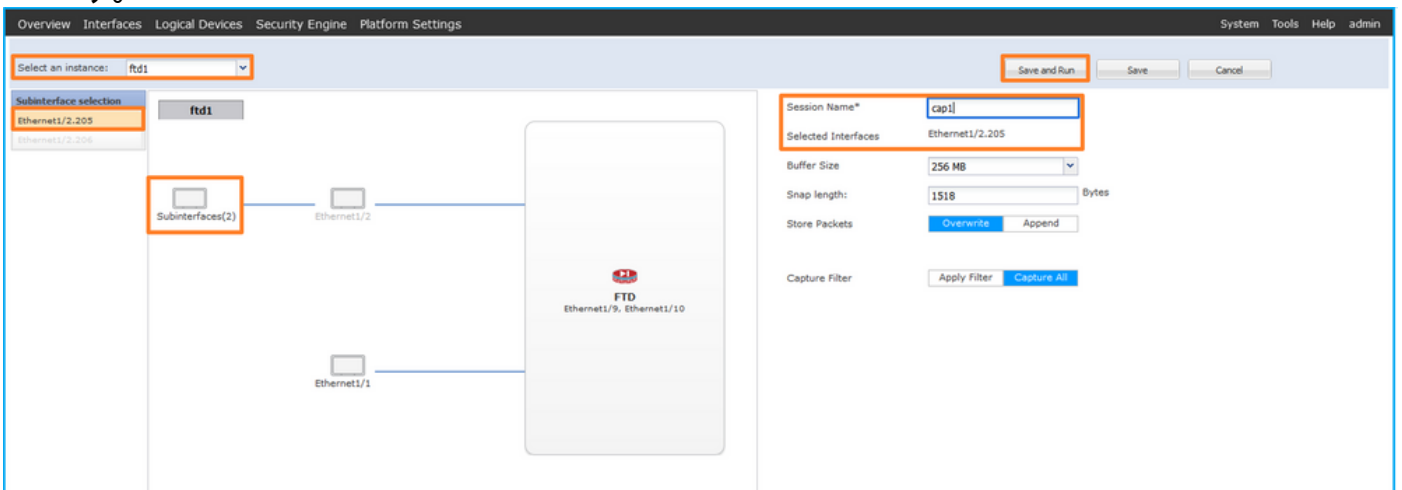 Overview Interfaces Logical Devices Security Engine Platform Settings System Tools Help admin
Select an instance: ftd1
Save and Run Save Cancel
Subinterface selection
Ethernet1/2.205
Ethernet1/2.206
ftd1
Subinterfaces(2)
Ethernet1/2
FTD
Ethernet1/9, Ethernet1/10
Ethernet1/1
Session Name* cap1
Selected Interfaces Ethernet1/2.205
Buffer Size 256 MB
Snap length: 1518 Bytes
Store Packets Overwrite Append
Capture Filter Apply Filter Capture All